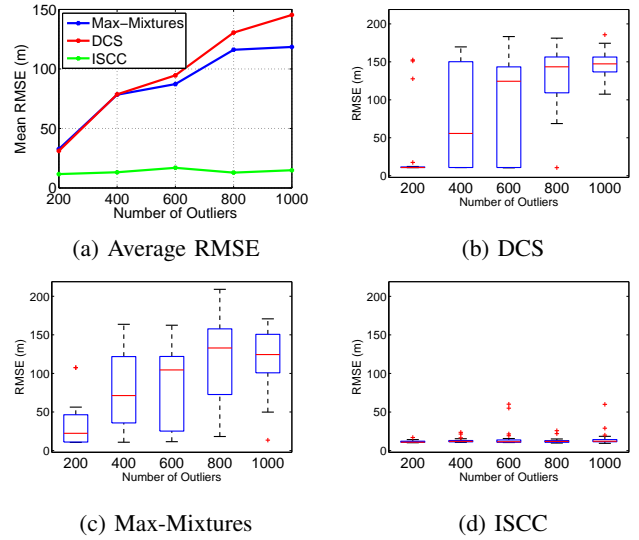 150
100
50
0
Mean RMSE (m)
Max−Mixtures
DCS
ISCC
200 400 600 800 1000
Number of Outliers
(a) Average RMSE
200
150
100
50
0
RMSE (m)
200 400 600 800 1000
Number of Outliers
(b) DCS
200
150
100
50
0
RMSE (m)
200 400 600 800 1000
Number of Outliers
(c) Max-Mixtures
200
150
100
50
0
RMSE (m)
200 400 600 800 1000
Number of Outliers
(d) ISCC